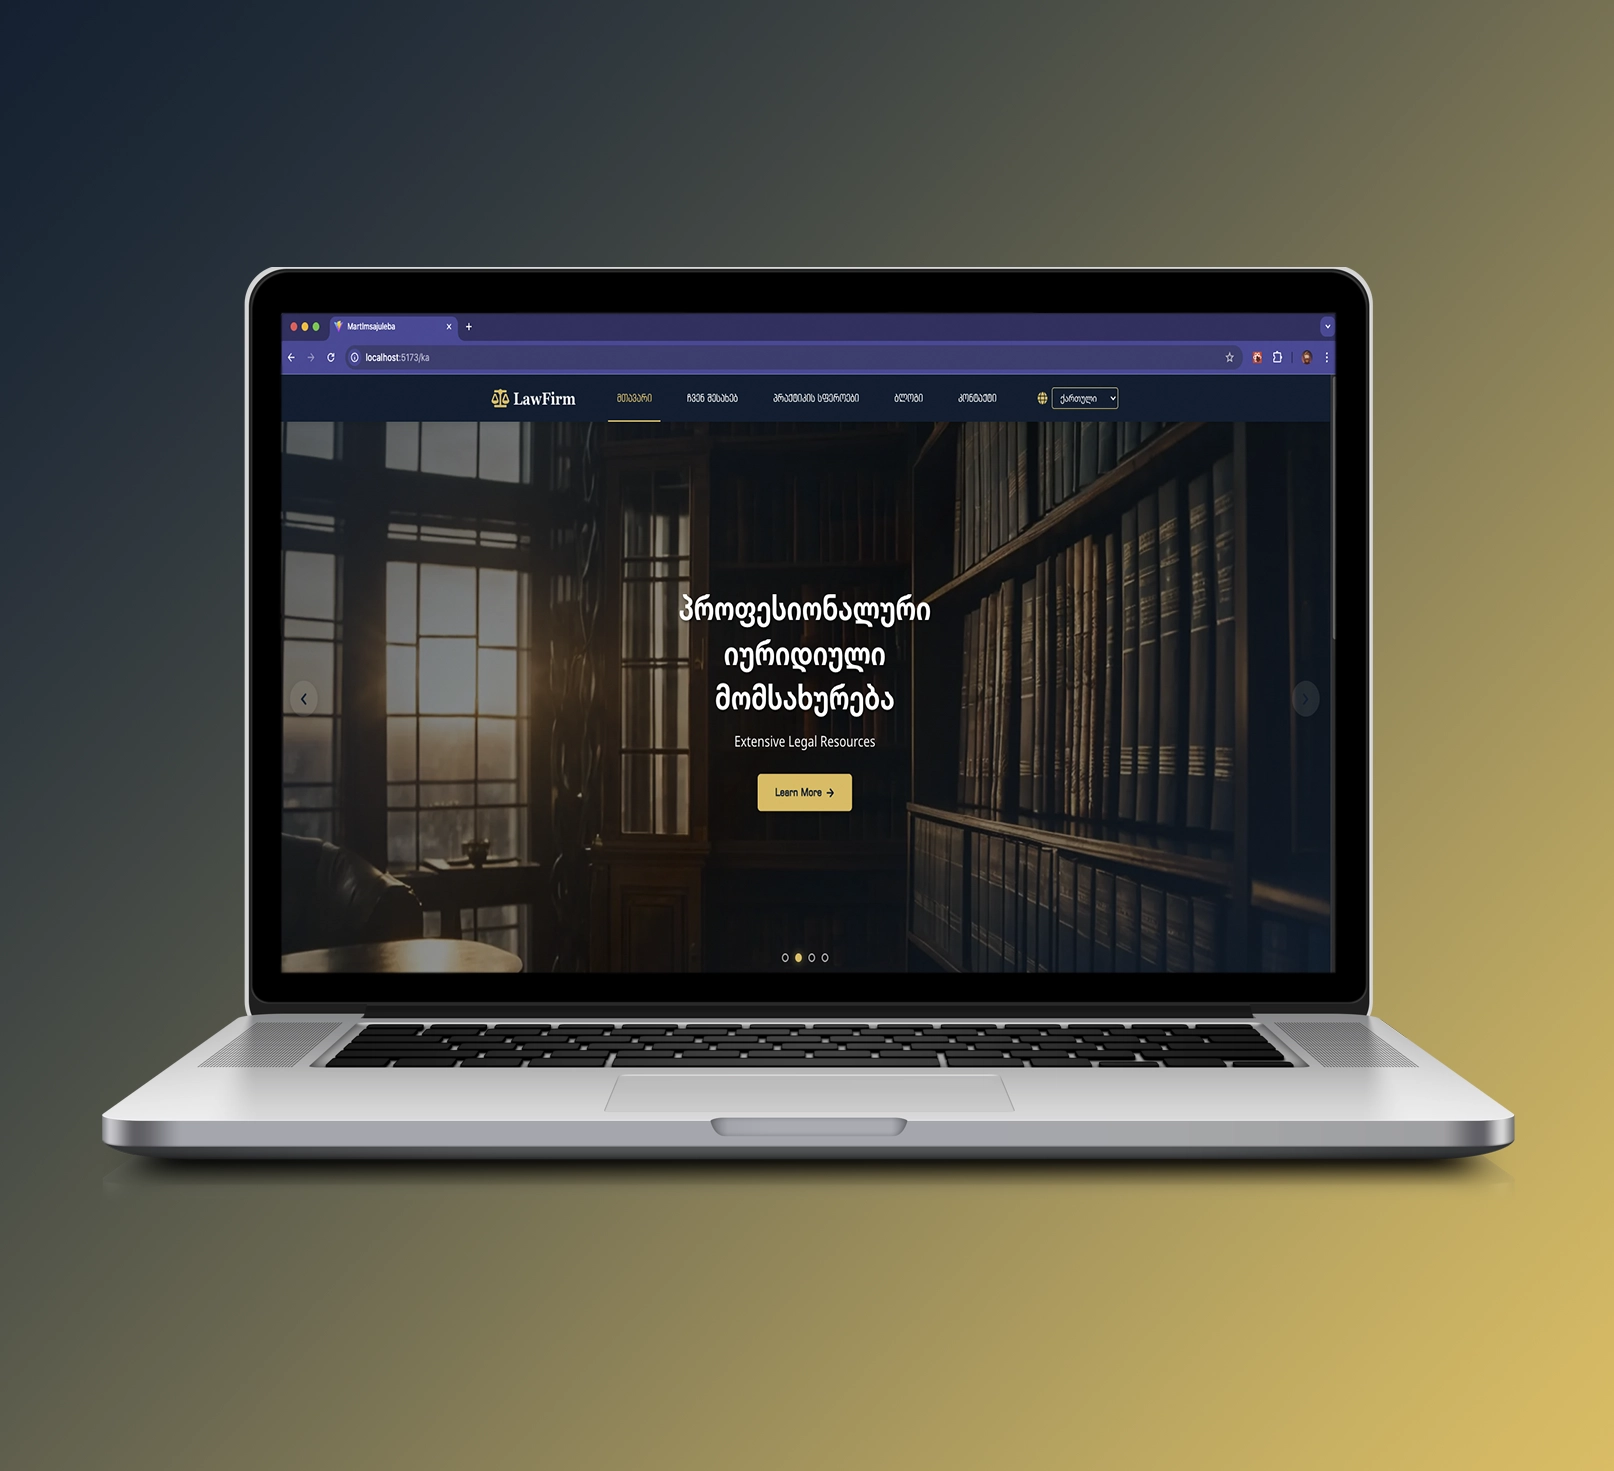 Martlmsajuleba
localhost:5173/ka
LawFirm
მთავარი
ჩვენ შესახებ
პრაქტიკის სფეროები
ბლოგი
კონტაქტი
ქართული
პროფესიონალური
იურიდიული
მომსახურება
Extensive Legal Resources
Learn More